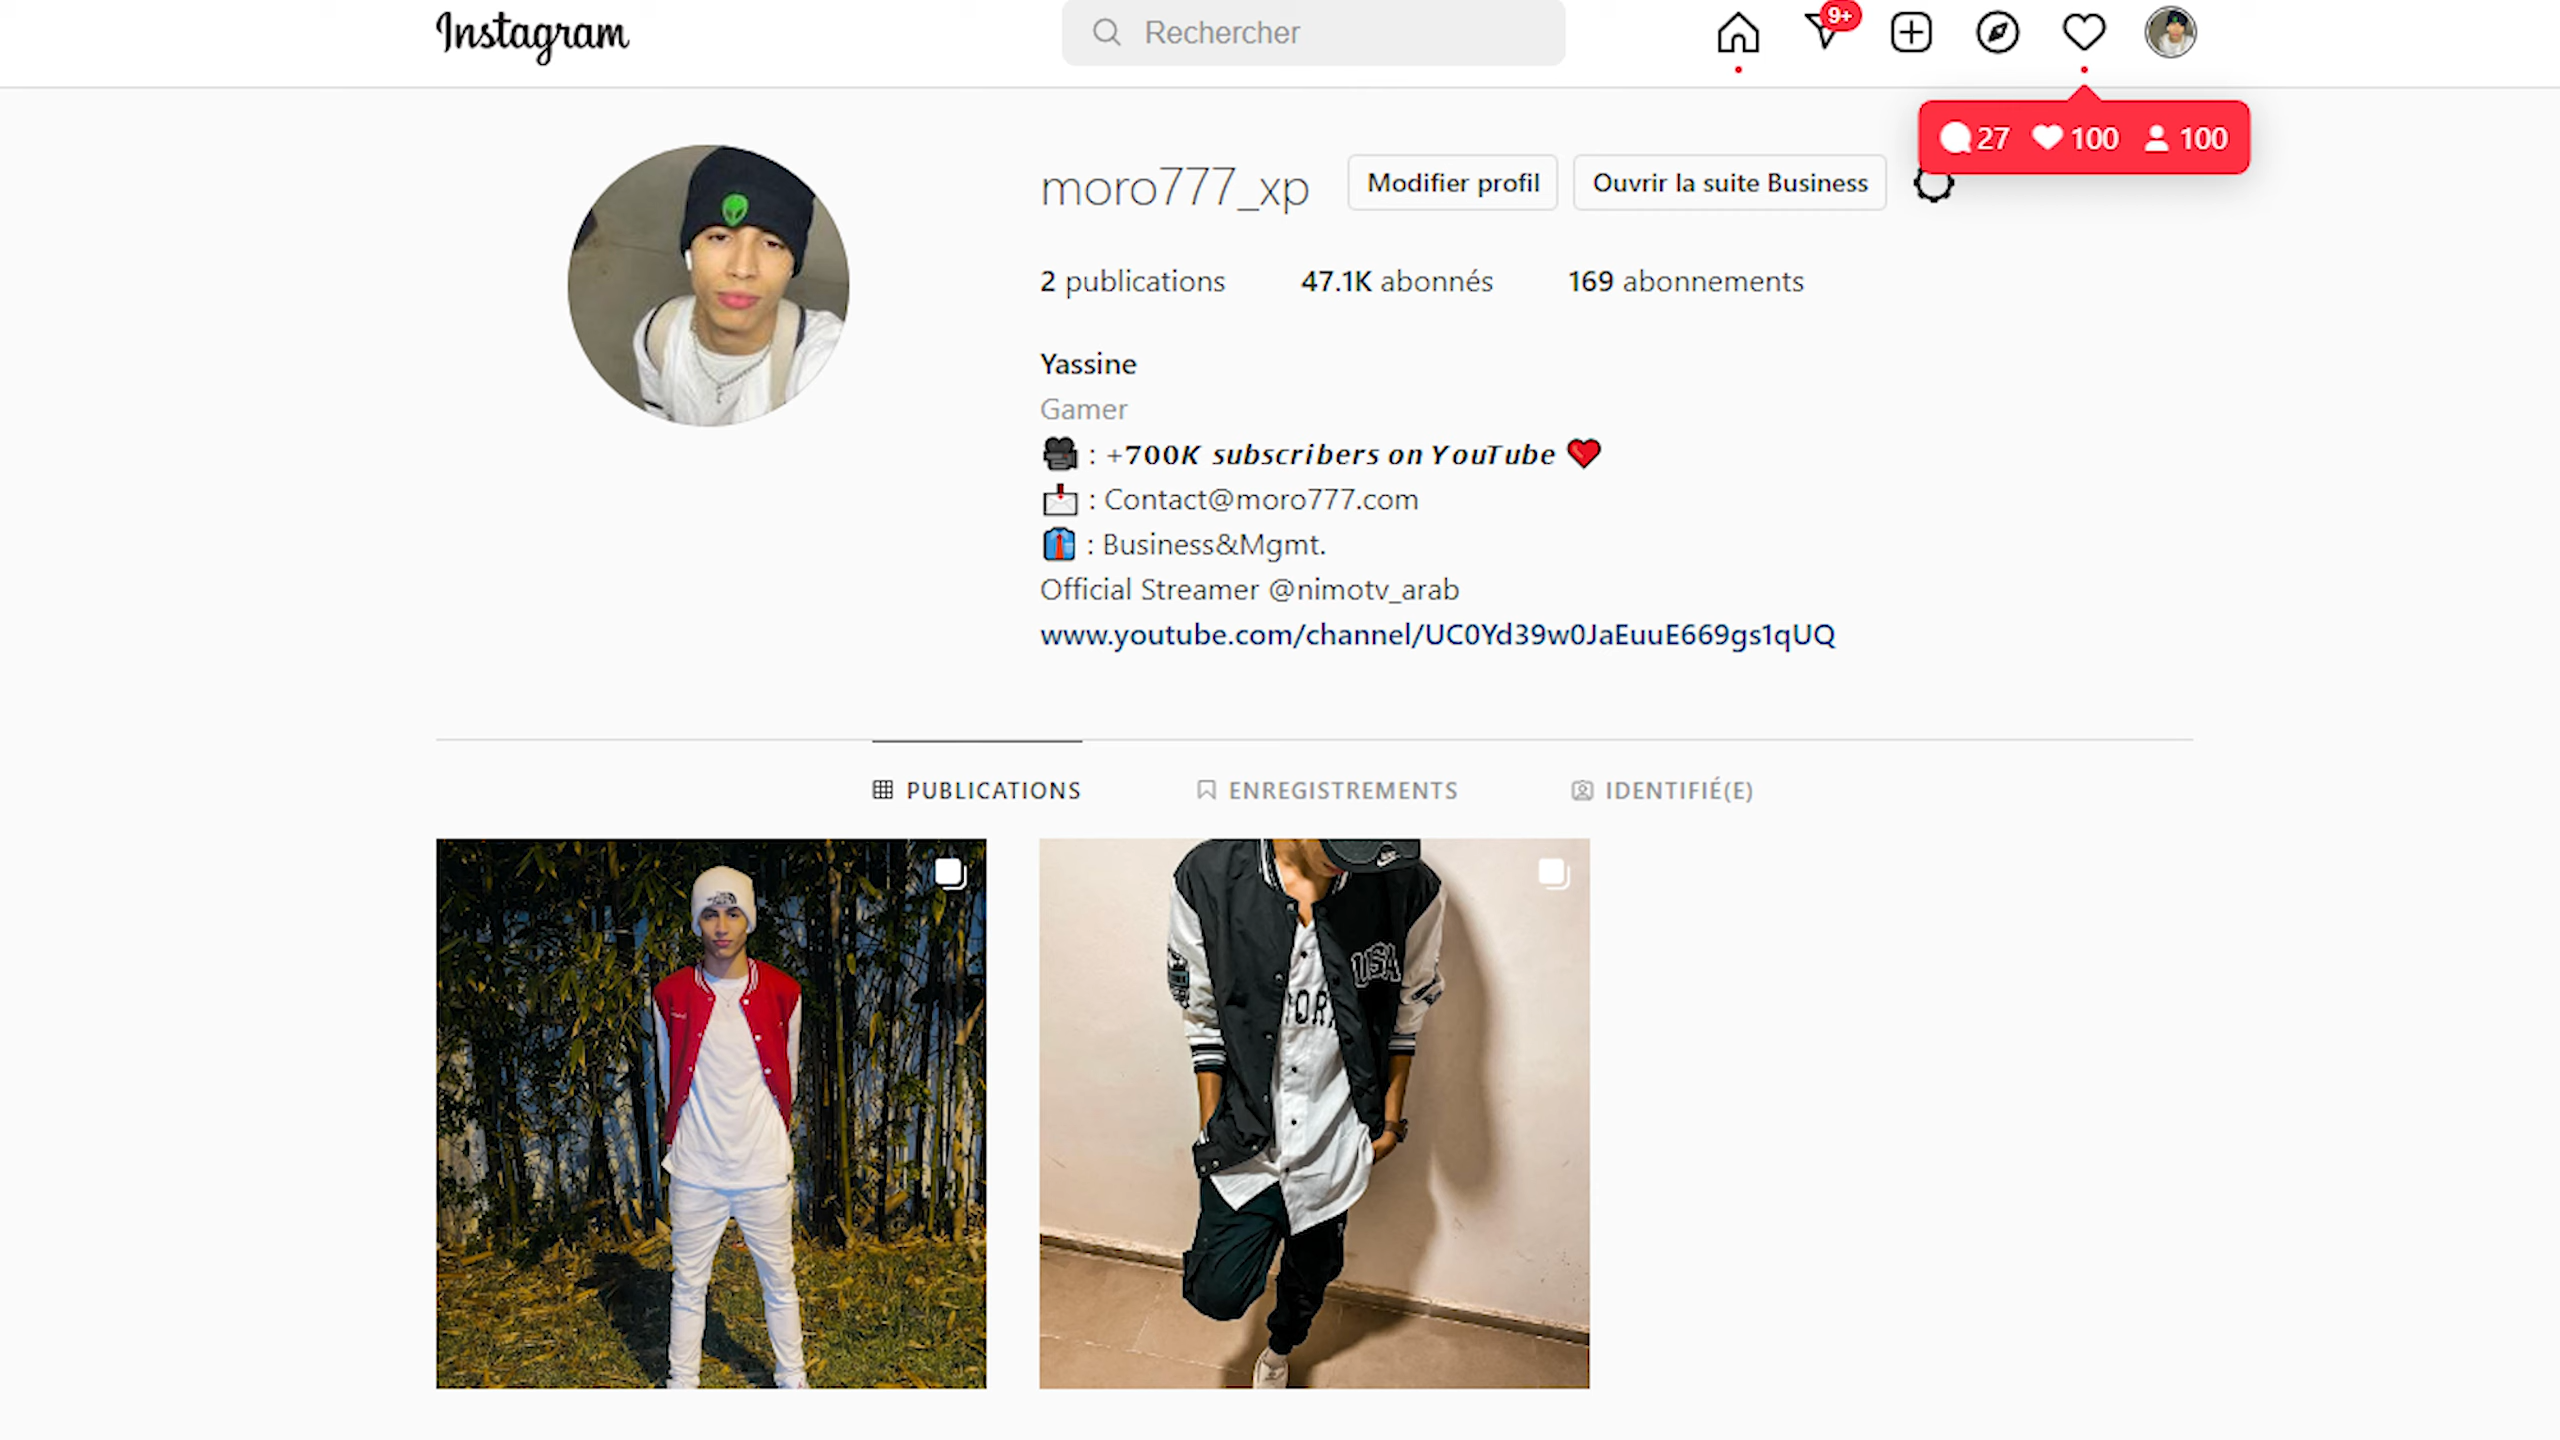 Instagram
Rechercher
9+
27 100 100
moro777_xp Modifier profil Ouvrir la suite Business
2 publications 47.1K abonnés 169 abonnements
Yassine
Gamer
: +700K subscribers on YouTube
: Contact@moro777.com
: Business&Mgmt.
Official Streamer @nimotv_arab
www.youtube.com/channel/UC0Yd39w0JaEuuE669gs1qUQ
PUBLICATIONS ENREGISTREMENTS IDENTIFIÉ(E)
USA